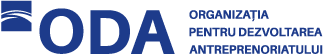 ODA
ORGANIZAȚIA
PENTRU DEZVOLTAREA
ANTREPRENORIATULUI